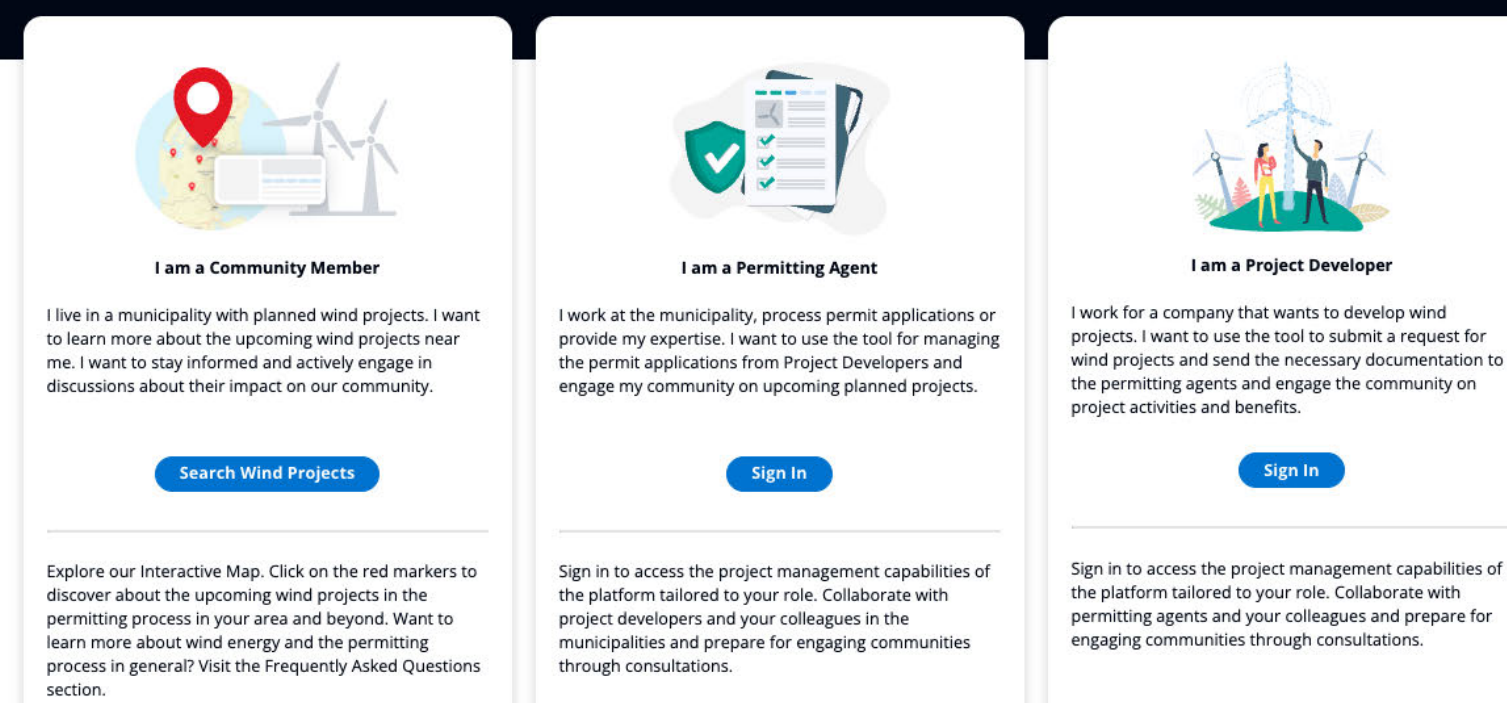 I am a Community Member
I live in a municipality with planned wind projects. I want
to learn more about the upcoming wind projects near
me. I want to stay informed and actively engage in
discussions about their impact on our community.
Search Wind Projects
Explore our Interactive Map. Click on the red markers to
discover about the upcoming wind projects in the
permitting process in your area and beyond. Want to
learn more about wind energy and the permitting
process in general? Visit the Frequently Asked Questions
section.
I am a Permitting Agent
I work at the municipality, process permit applications or
provide my expertise. I want to use the tool for managing
the permit applications from Project Developers and
engage my community on upcoming planned projects.
Sign In
Sign in to access the project management capabilities of
the platform tailored to your role. Collaborate with
project developers and your colleagues in the
municipalities and prepare for engaging communities
through consultations.
I am a Project Developer
I work for a company that wants to develop wind
projects. I want to use the tool to submit a request for
wind projects and send the necessary documentation to
the permitting agents and engage the community on
project activities and benefits.
Sign In
Sign in to access the project management capabilities of
the platform tailored to your role. Collaborate with
permitting agents and your colleagues and prepare for
engaging communities through consultations.